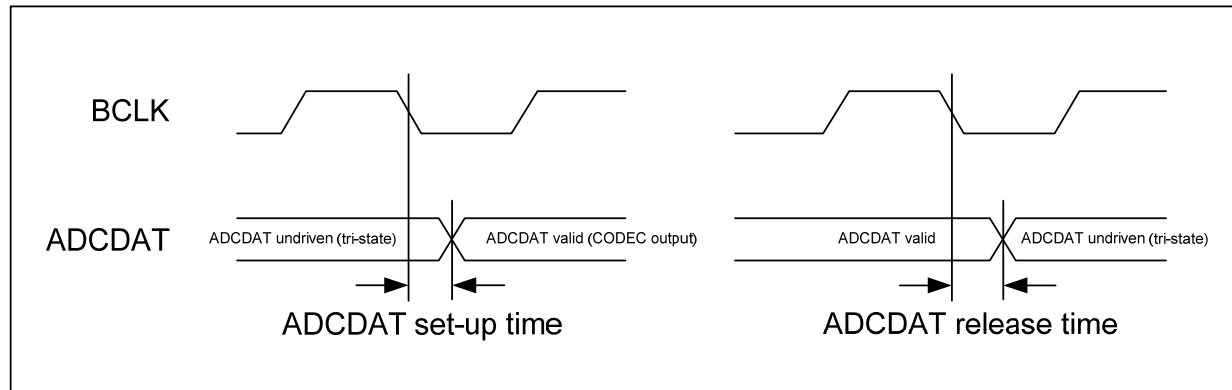 BCLK
ADCDAT
ADCDAT undriven (tri-state)
ADCDAT valid (CODEC output)
ADCDAT set-up time
ADCDAT valid
ADCDAT undriven (tri-state)
ADCDAT release time